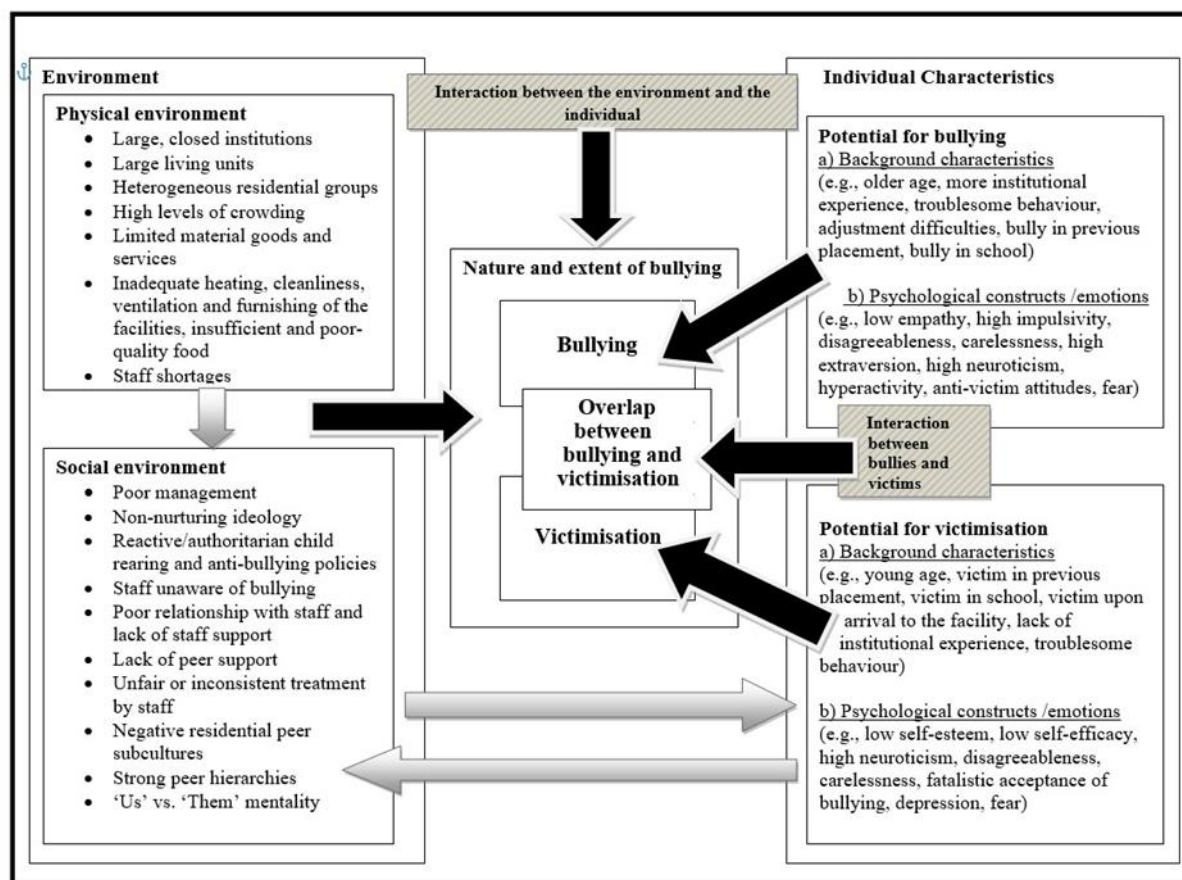 Environment
Physical environment
• Large, closed institutions
• Large living units
• Heterogeneous residential groups
• High levels of crowding
• Limited material goods and
services
• Inadequate heating, cleanliness,
ventilation and furnishing of the
facilities, insufficient and poor-
quality food
• Staff shortages
Social environment
• Poor management
• Non-nurturing ideology
• Reactive/authoritarian child
rearing and anti-bullying policies
• Staff unaware of bullying
• Poor relationship with staff and
lack of staff support
• Lack of peer support
• Unfair or inconsistent treatment
by staff
• Negative residential peer
subcultures
• Strong peer hierarchies
• ‘Us’ vs. ‘Them’ mentality
Interaction between the environment and the
individual
Nature and extent of bullying
Bullying
Overlap
between
bullying and
victimisation
Victimisation
Individual Characteristics
Potential for bullying
a) Background characteristics
(e.g., older age, more institutional
experience, troublesome behaviour,
adjustment difficulties, bully in previous
placement, bully in school)
b) Psychological constructs /emotions
(e.g., low empathy, high impulsivity,
disagreeableness, carelessness, high
extraversion, high neuroticism,
hyperactivity, anti-victim attitudes, fear)
Interaction
between
bullies and
victims
Potential for victimisation
a) Background characteristics
(e.g., young age, victim in previous
placement, victim in school, victim upon
arrival to the facility, lack of
institutional experience, troublesome
behaviour)
b) Psychological constructs /emotions
(e.g., low self-esteem, low self-efficacy,
high neuroticism, disagreeableness,
carelessness, fatalistic acceptance of
bullying, depression, fear)